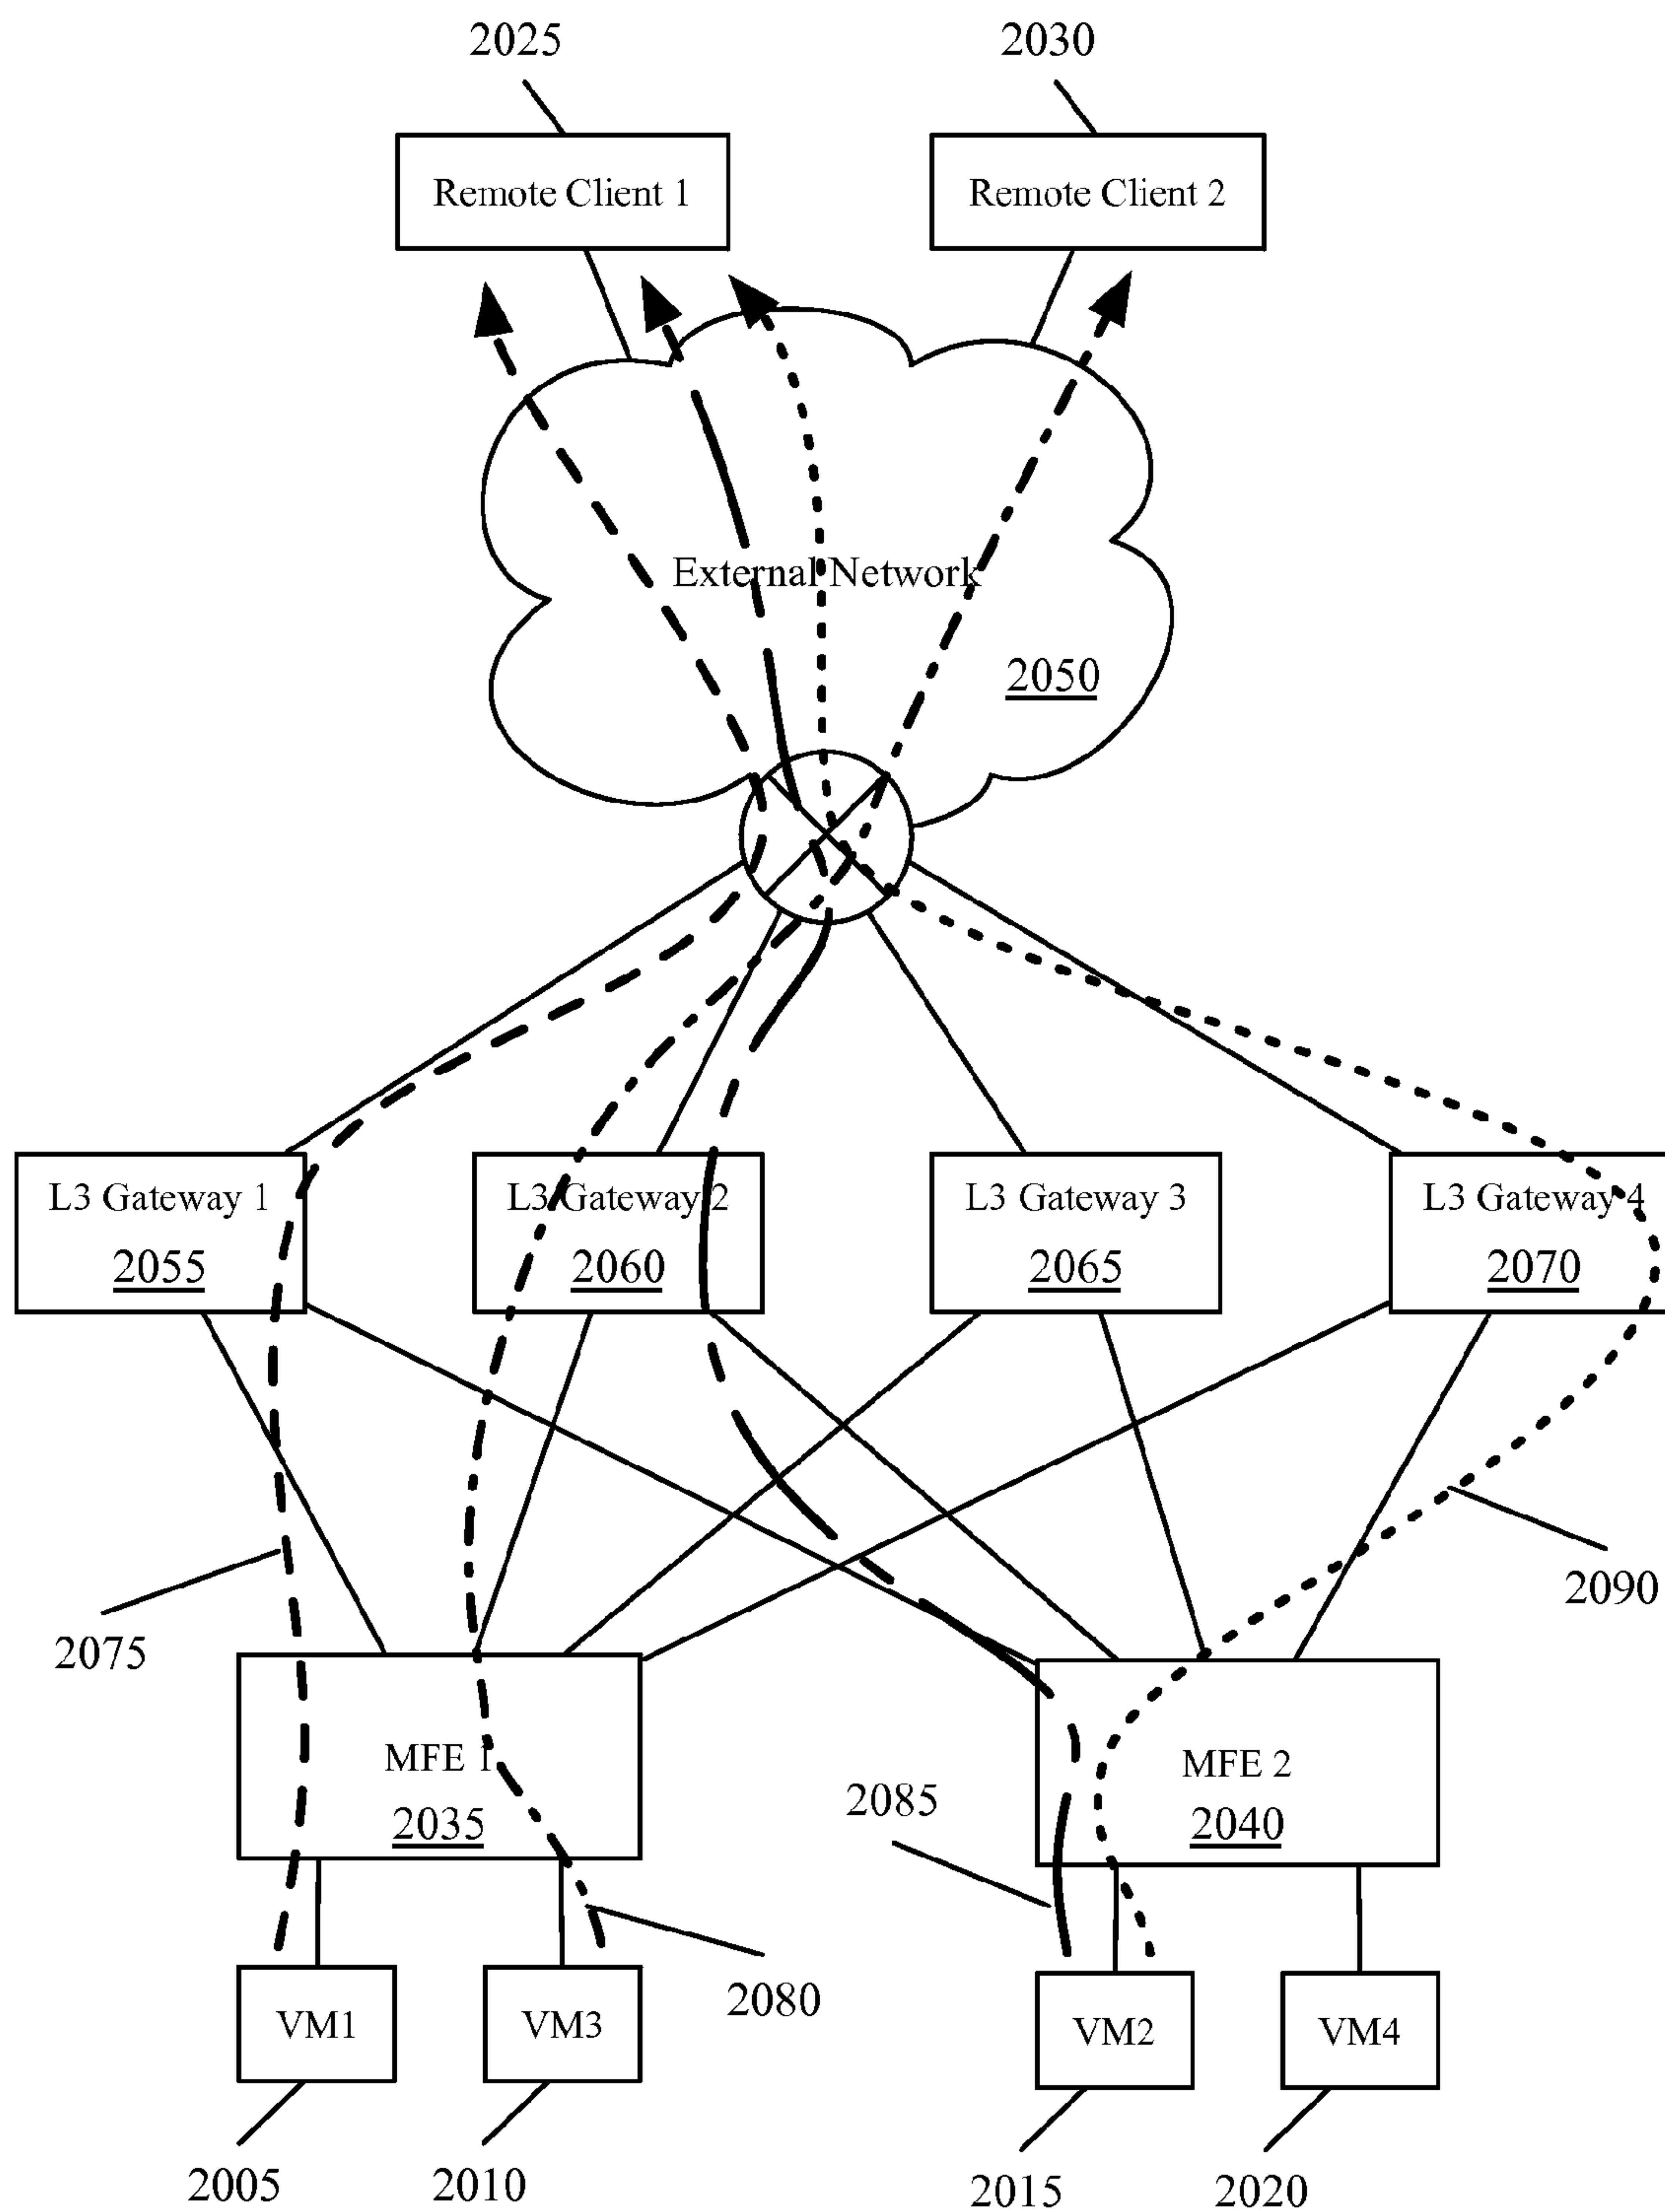 2025
2030
Remote Client 1
Remote Client 2
External Network
2050
L3 Gateway 1
2055
L3 Gateway 2
2060
L3 Gateway 3
2065
L3 Gateway 4
2070
2075
2090
MFE 1
2035
MFE 2
2040
2085
2080
VM1
VM3
VM2
VM4
2005
2010
2015
2020